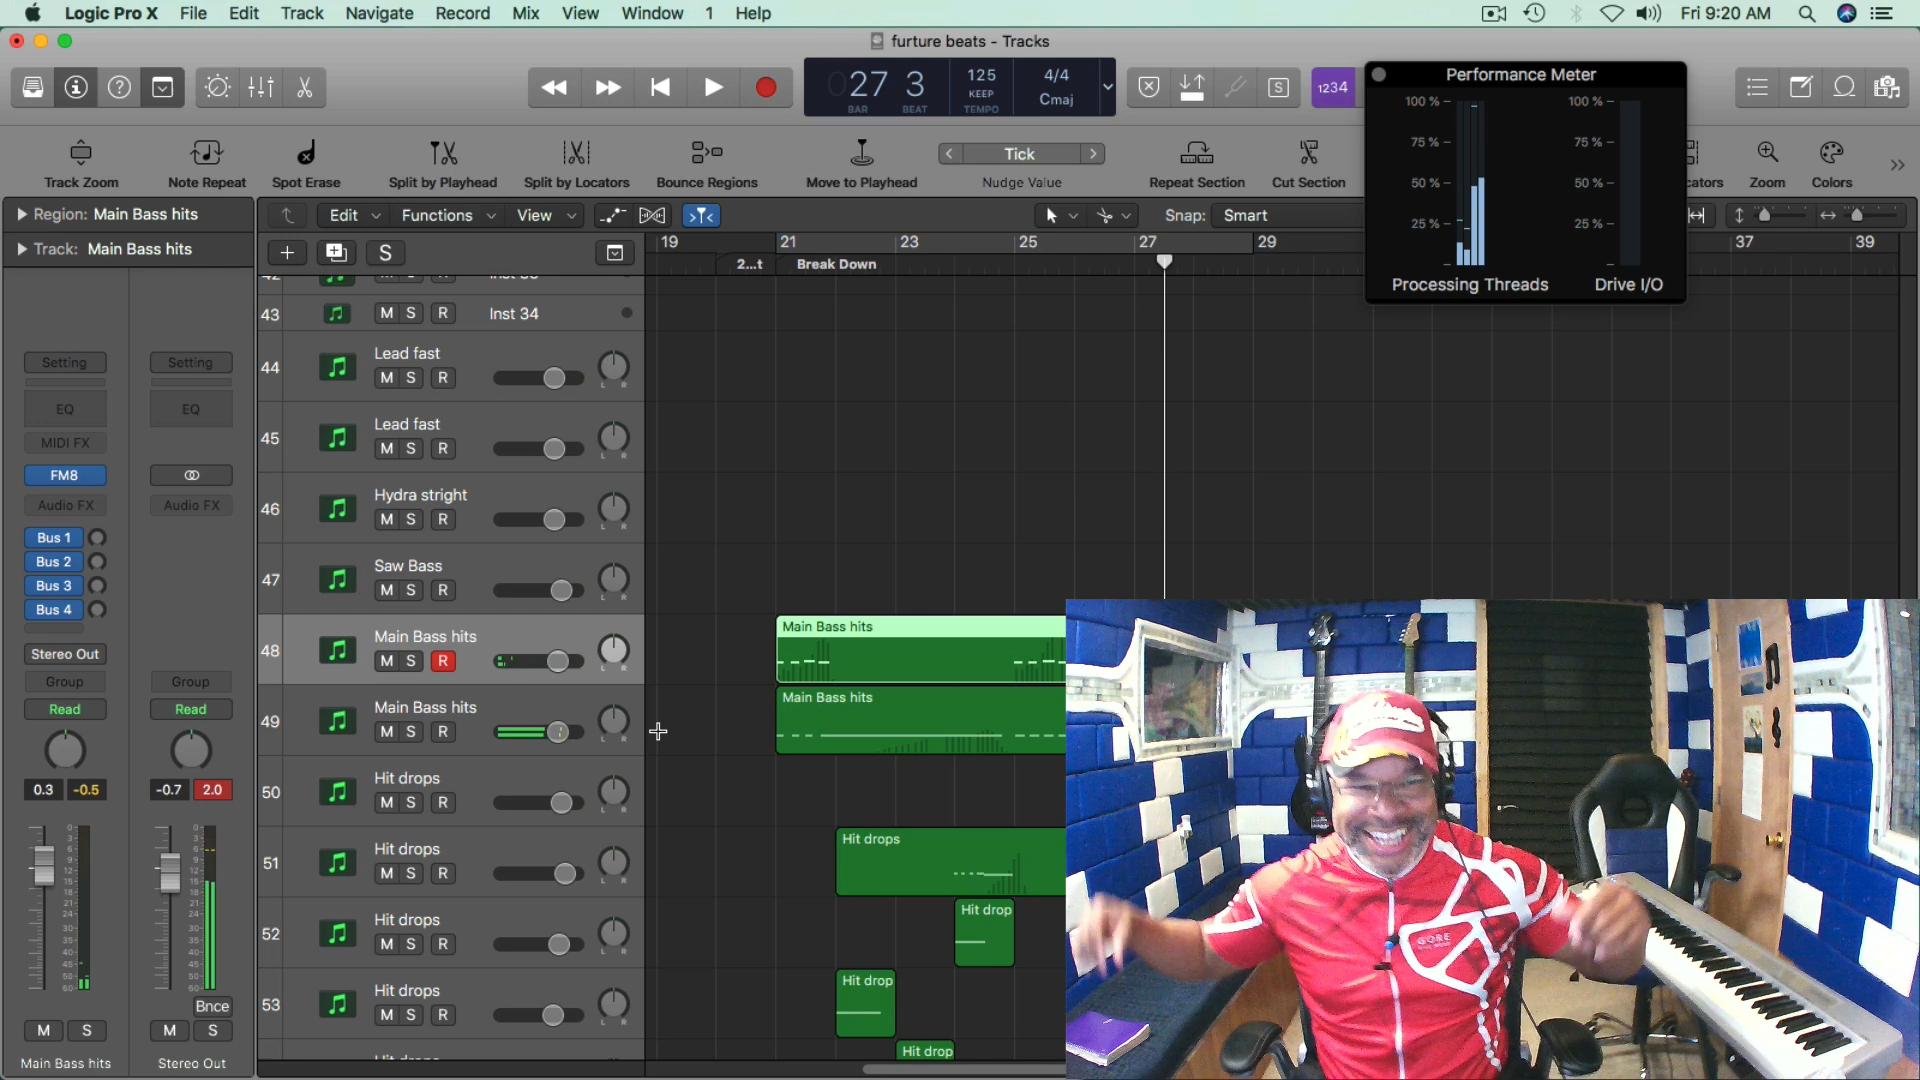 Logic Pro X File Edit Track Navigate Record Mix View Window 1 Help Fri 9:20 AM
furture beats - Tracks
27 3 125 4/4
KEEP Cmaj
BAR BEAT TEMPO
1234
Performance Meter
100 % 100 %
75 % 75 %
50 % 50 %
25 % 25 %
Processing Threads Drive I/O
Tick
Track Zoom Note Repeat Spot Erase Split by Playhead Split by Locators Bounce Regions Move to Playhead Nudge Value Repeat Section Cut Section cators Zoom Colors
Region: Main Bass hits
Edit Functions View Snap: Smart
Track: Main Bass hits
S
19 21 23 25 27 29 37 39
2...t Break Down
42
43 M S R Inst 34
44 Lead fast
M S R
L R
45 Lead fast
M S R
L R
46 Hydra stright
M S R
L R
47 Saw Bass
M S R
L R
48 Main Bass hits
M S R
L R
49 Main Bass hits
M S R
L R
50 Hit drops
M S R
L R
51 Hit drops
M S R
L R
52 Hit drops
M S R
L R
53 Hit drops
M S R
L R
Main Bass hits
Main Bass hits
Hit drops
Hit drop
Hit drop
Hit drop
Setting Setting
EQ EQ
MIDI FX
FM8
Audio FX Audio FX
Bus 1
Bus 2
Bus 3
Bus 4
Stereo Out
Group Group
Read Read
0.3 -0.5 -0.7 2.0
Bnce
M S M S
Main Bass hits Stereo Out
GORE